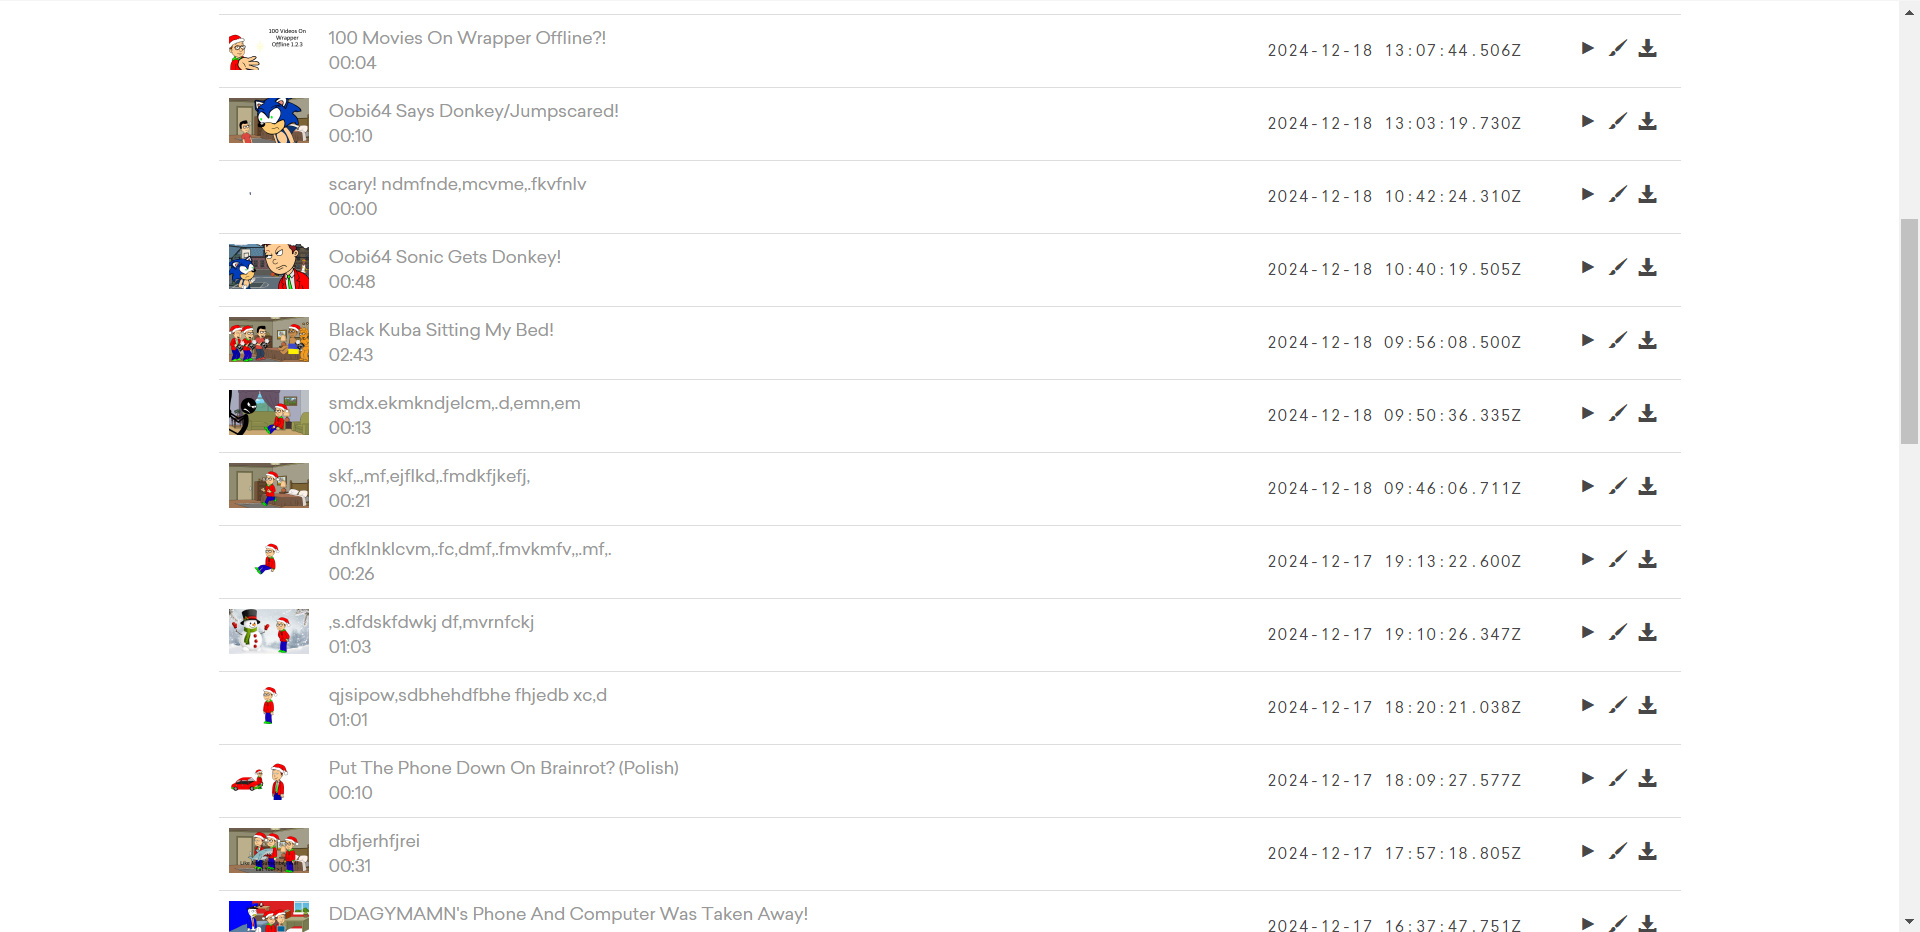 100 Videos On
Wrapper
Offline 1.2.3
100 Movies On Wrapper Offline?!
00:04
2024-12-18 13:07:44.506Z
Oobi64 Says Donkey/Jumpscared!
00:10
2024-12-18 13:03:19.730Z
scary! ndmfnde,mcvme,.fkvfnlv
00:00
2024-12-18 10:42:24.310Z
Oobi64 Sonic Gets Donkey!
00:48
2024-12-18 10:40:19.505Z
Black Kuba Sitting My Bed!
02:43
2024-12-18 09:56:08.500Z
smdx.ekmkndjelcm,.d,emn,em
00:13
2024-12-18 09:50:36.335Z
skf,.,mf,ejflkd,.fmdkfjkefj,
00:21
2024-12-18 09:46:06.711Z
dnfklnklcvm,.fc,dmf,.fmvkmfv,,.mf,.
00:26
2024-12-17 19:13:22.600Z
,s.dfdskfdwkj df,mvrnfckj
01:03
2024-12-17 19:10:26.347Z
qjsipow,sdbhehdfbhe fhjedb xc,d
01:01
2024-12-17 18:20:21.038Z
Put The Phone Down On Brainrot? (Polish)
00:10
2024-12-17 18:09:27.577Z
dbfjerhfjrei
00:31
2024-12-17 17:57:18.805Z
DDAGYMAMN's Phone And Computer Was Taken Away!
2024-12-17 16:37:47.751Z